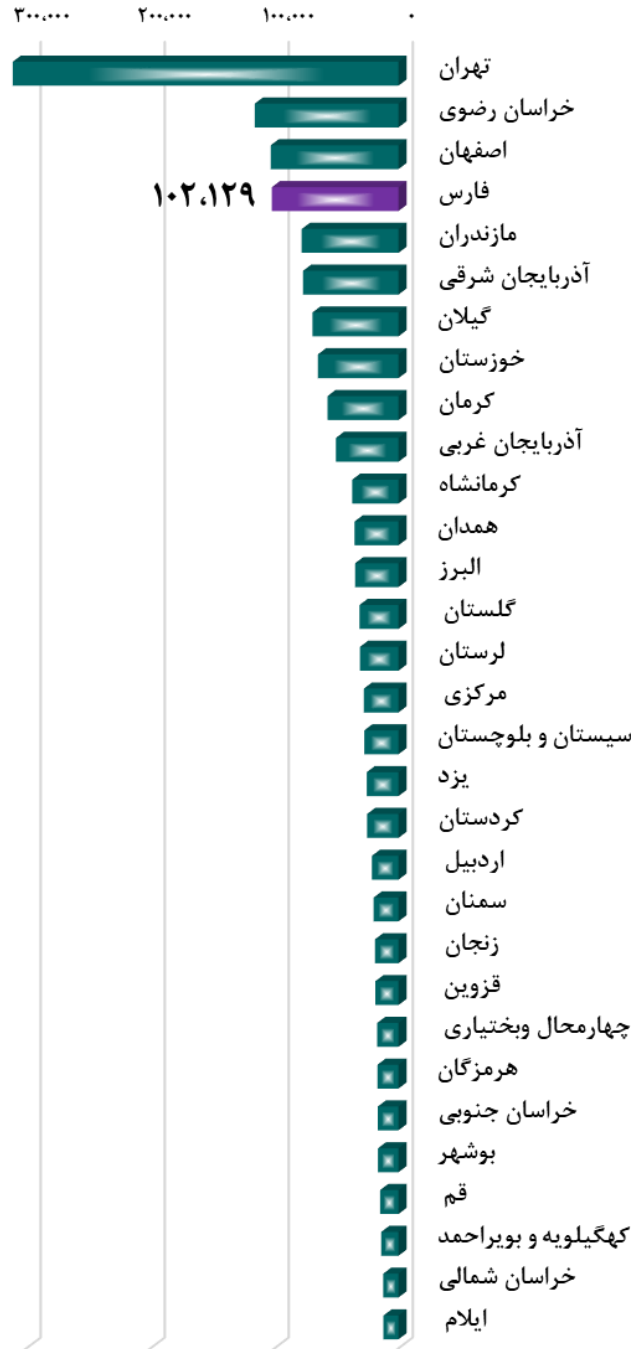 ۳۰۰،۰۰۰ ۲۰۰،۰۰۰ ۱۰۰،۰۰۰ ۰
تهران
خراسان رضوی
اصفهان
فارس ۱۰۲،۱۲۹
مازندران
آذربایجان شرقی
گیلان
خوزستان
کرمان
آذربایجان غربی
کرمانشاه
همدان
البرز
گلستان
لرستان
مرکزی
سیستان و بلوچستان
یزد
کردستان
اردبیل
سمنان
زنجان
قزوین
چهارمحال وبختیاری
هرمزگان
خراسان جنوبی
بوشهر
قم
کهگیلویه و بویراحمد
خراسان شمالی
ایلام